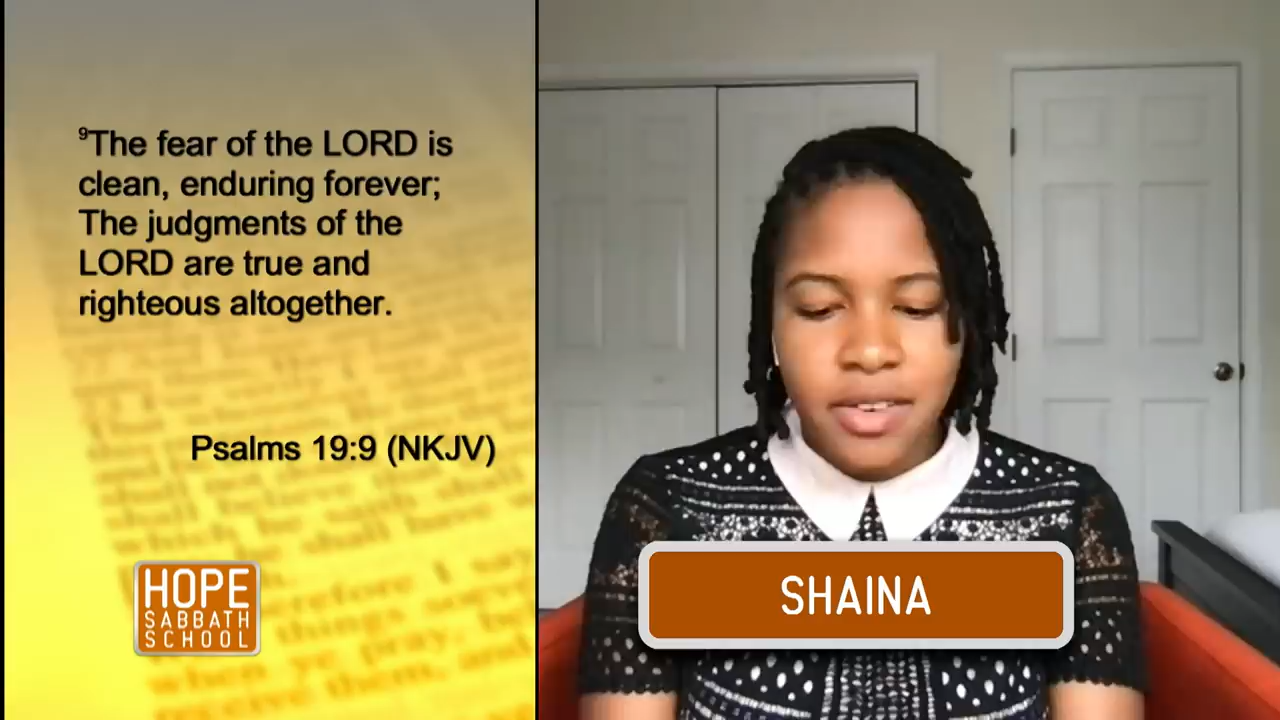 ⁹The fear of the LORD is
clean, enduring forever;
The judgments of the
LORD are true and
righteous altogether.
Psalms 19:9 (NKJV)
HOPE
SABBATH
SCHOOL
SHAINA